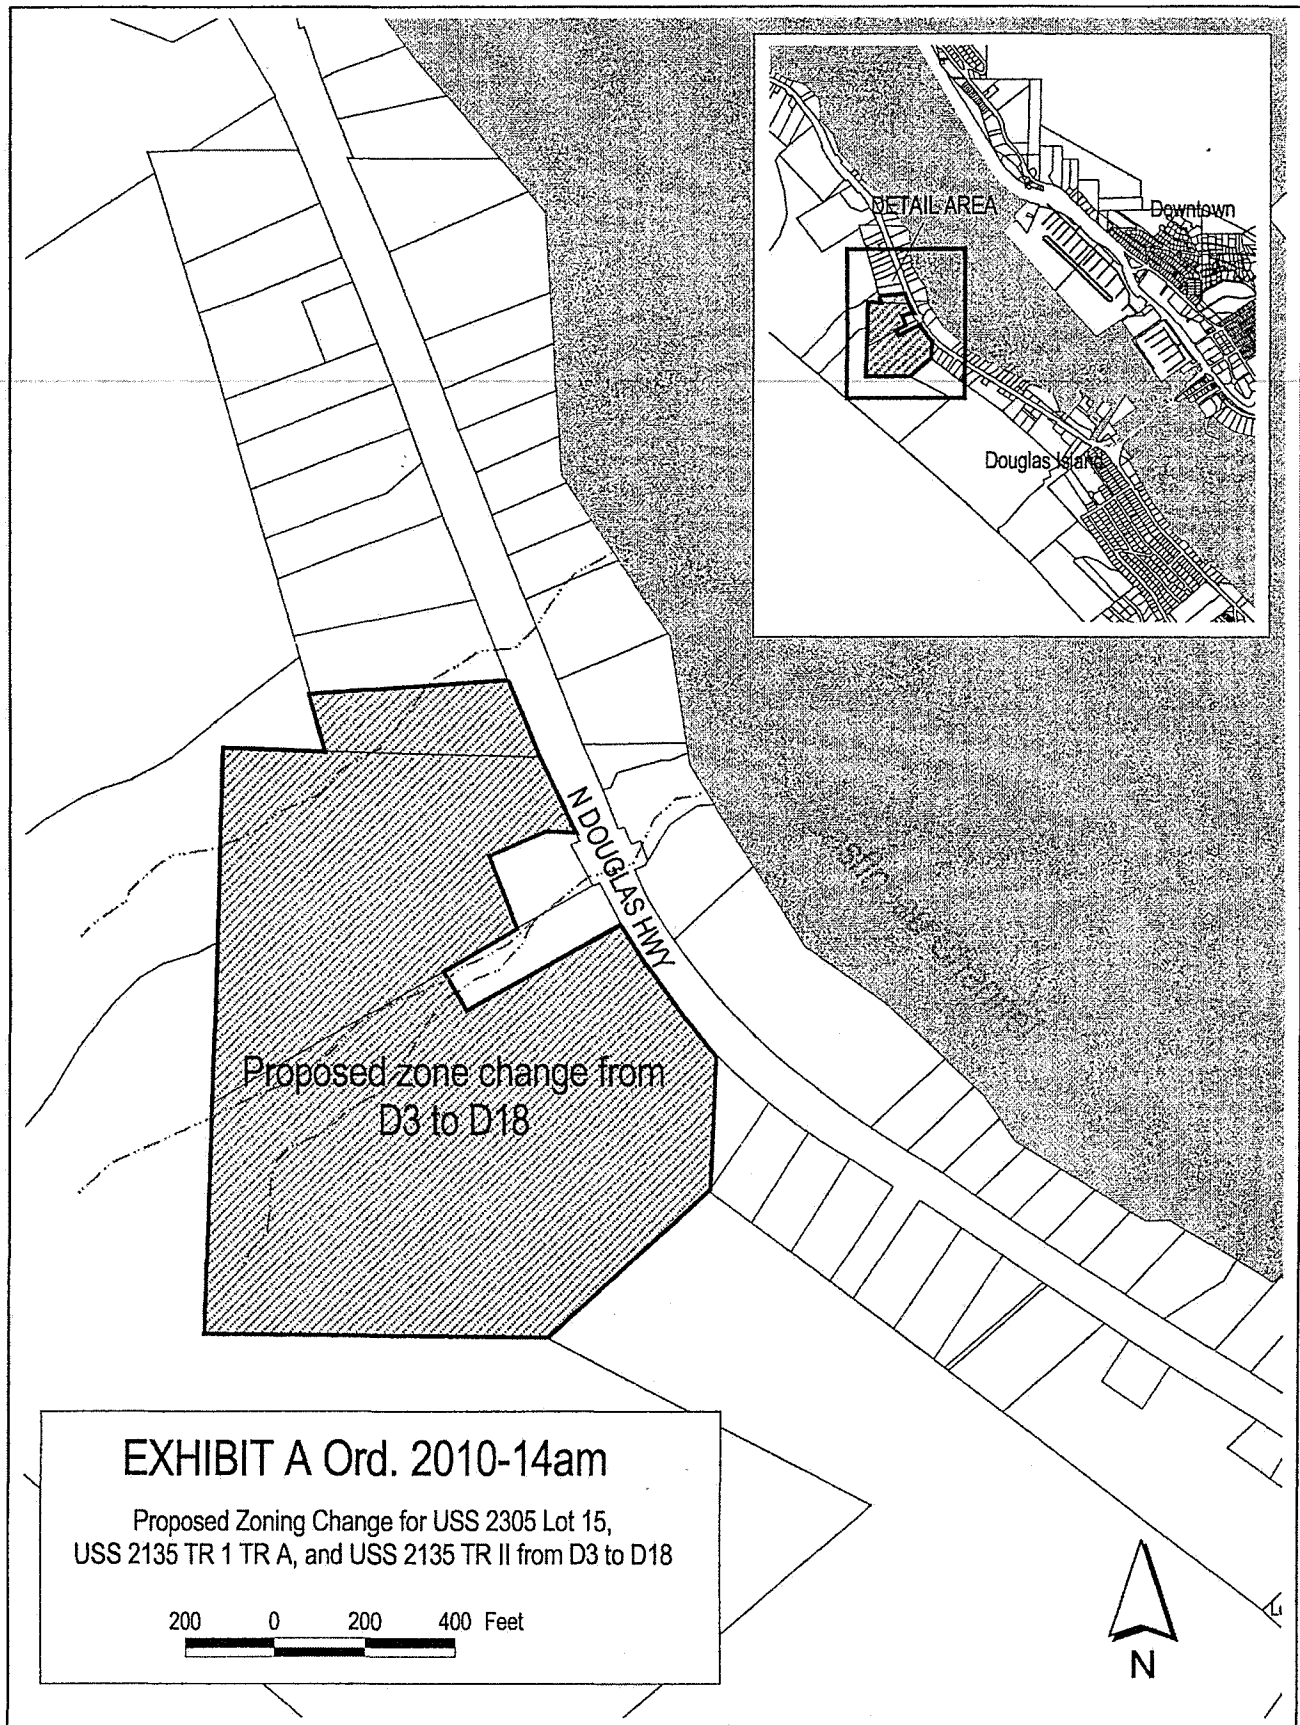 DETAIL AREA
Downtown
Douglas Island
N DOUGLAS HWY
Proposed zone change from
D3 to D18
EXHIBIT A Ord. 2010-14am
Proposed Zoning Change for USS 2305 Lot 15,
USS 2135 TR 1 TR A, and USS 2135 TR II from D3 to D18
200 0 200 400 Feet
N